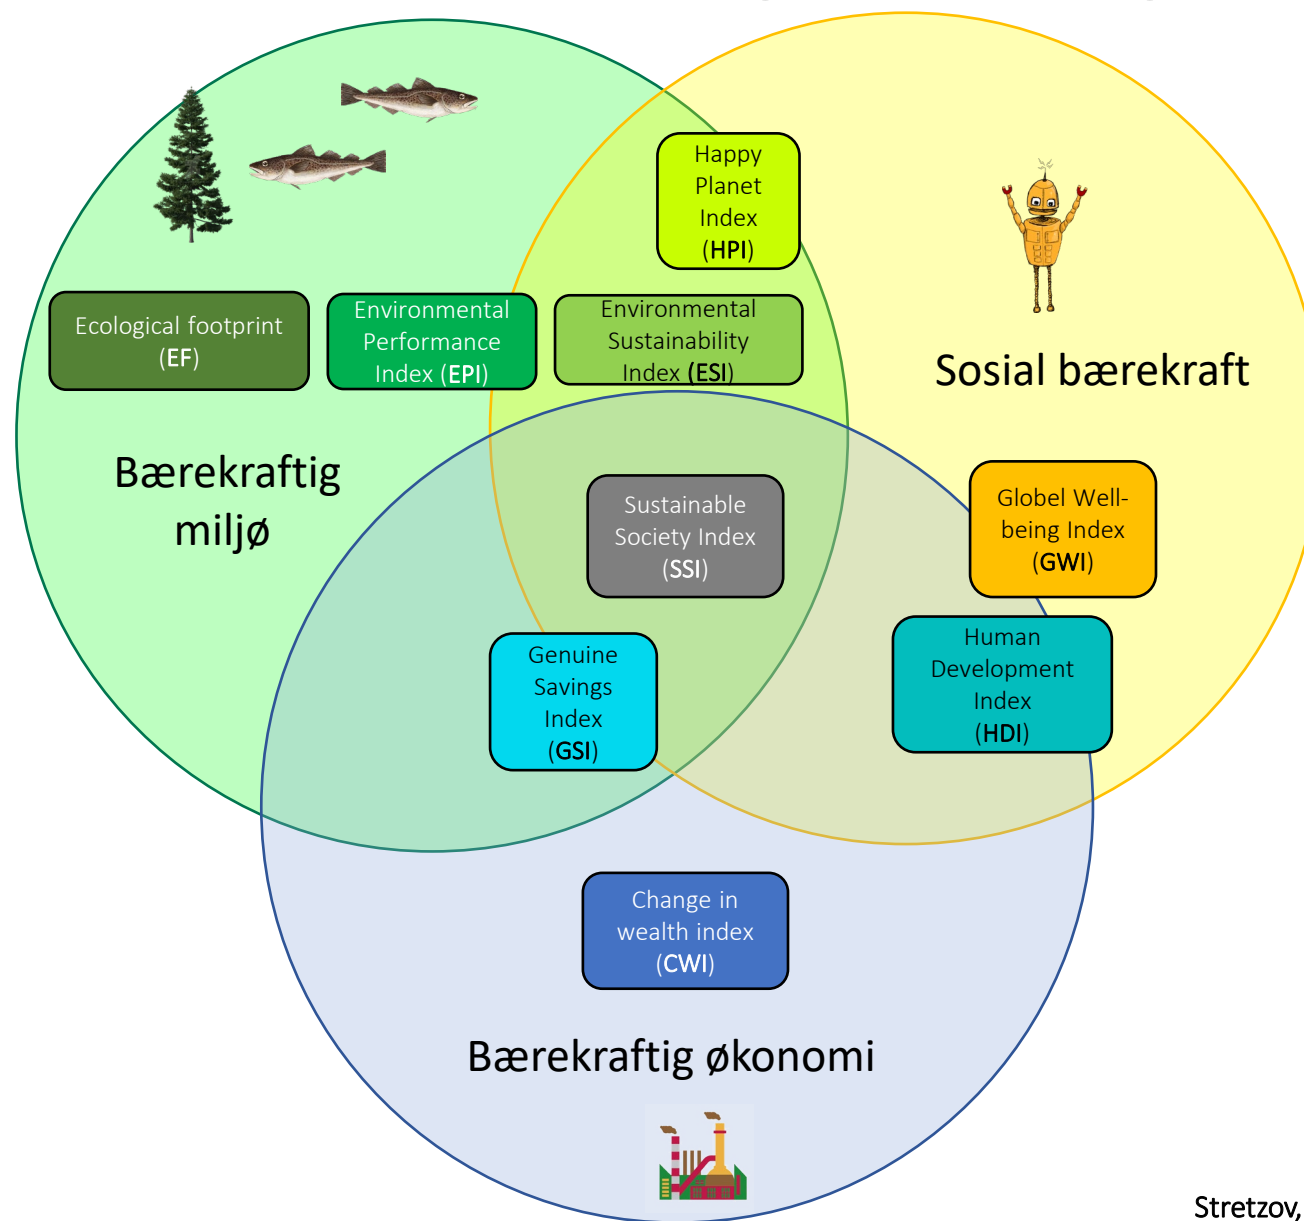 Happy
Planet
Index
(HPI)
Ecological footprint
(EF)
Environmental
Performance
Index (EPI)
Environmental
Sustainability
Index (ESI)
Sosial bærekraft
Bærekraftig
miljø
Sustainable
Society Index
(SSI)
Globel Well-
being Index
(GWI)
Genuine
Savings
Index
(GSI)
Human
Development
Index
(HDI)
Change in
wealth index
(CWI)
Bærekraftig økonomi
Stretzov,